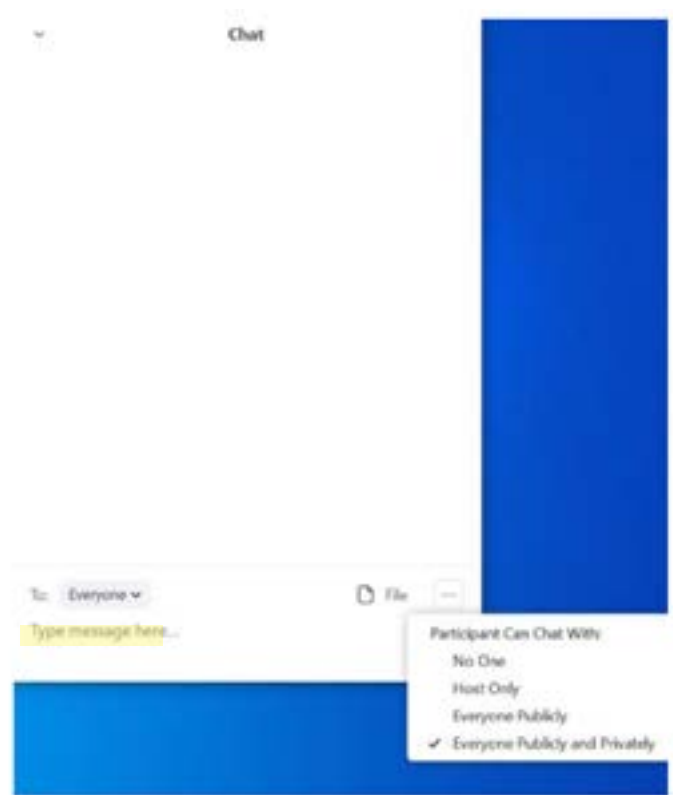 Chat
To: Everyone File ...
Type message here...
Participant Can Chat With:
No One
Host Only
Everyone Publicly
Everyone Publicly and Privately